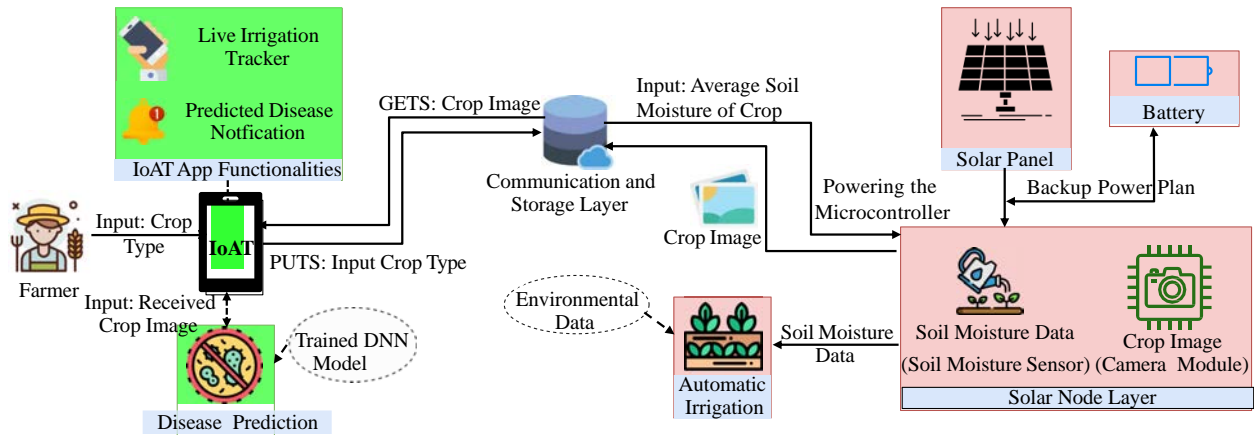 Live Irrigation
Tracker
1
Predicted Disease
Notfication
IoAT App Functionalities
Farmer
Input: Crop
Type
IoAT
GETS: Crop Image
PUTS: Input Crop Type
Input: Received
Crop Image
Trained DNN
Model
Disease Prediction
Communication and
Storage Layer
Input: Average Soil
Moisture of Crop
Crop Image
Powering the
Microcontroller
Solar Panel
Battery
Backup Power Plan
Environmental
Data
Automatic
Irrigation
Soil Moisture
Data
Soil Moisture Data
(Soil Moisture Sensor)
Crop Image
(Camera Module)
Solar Node Layer